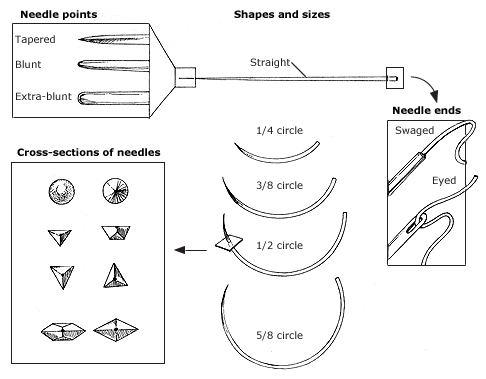 Needle points
Shapes and sizes
Tapered
Blunt
Extra-blunt
Straight
Needle ends
Swaged
Eyed
Cross-sections of needles
1/4 circle
3/8 circle
1/2 circle
5/8 circle